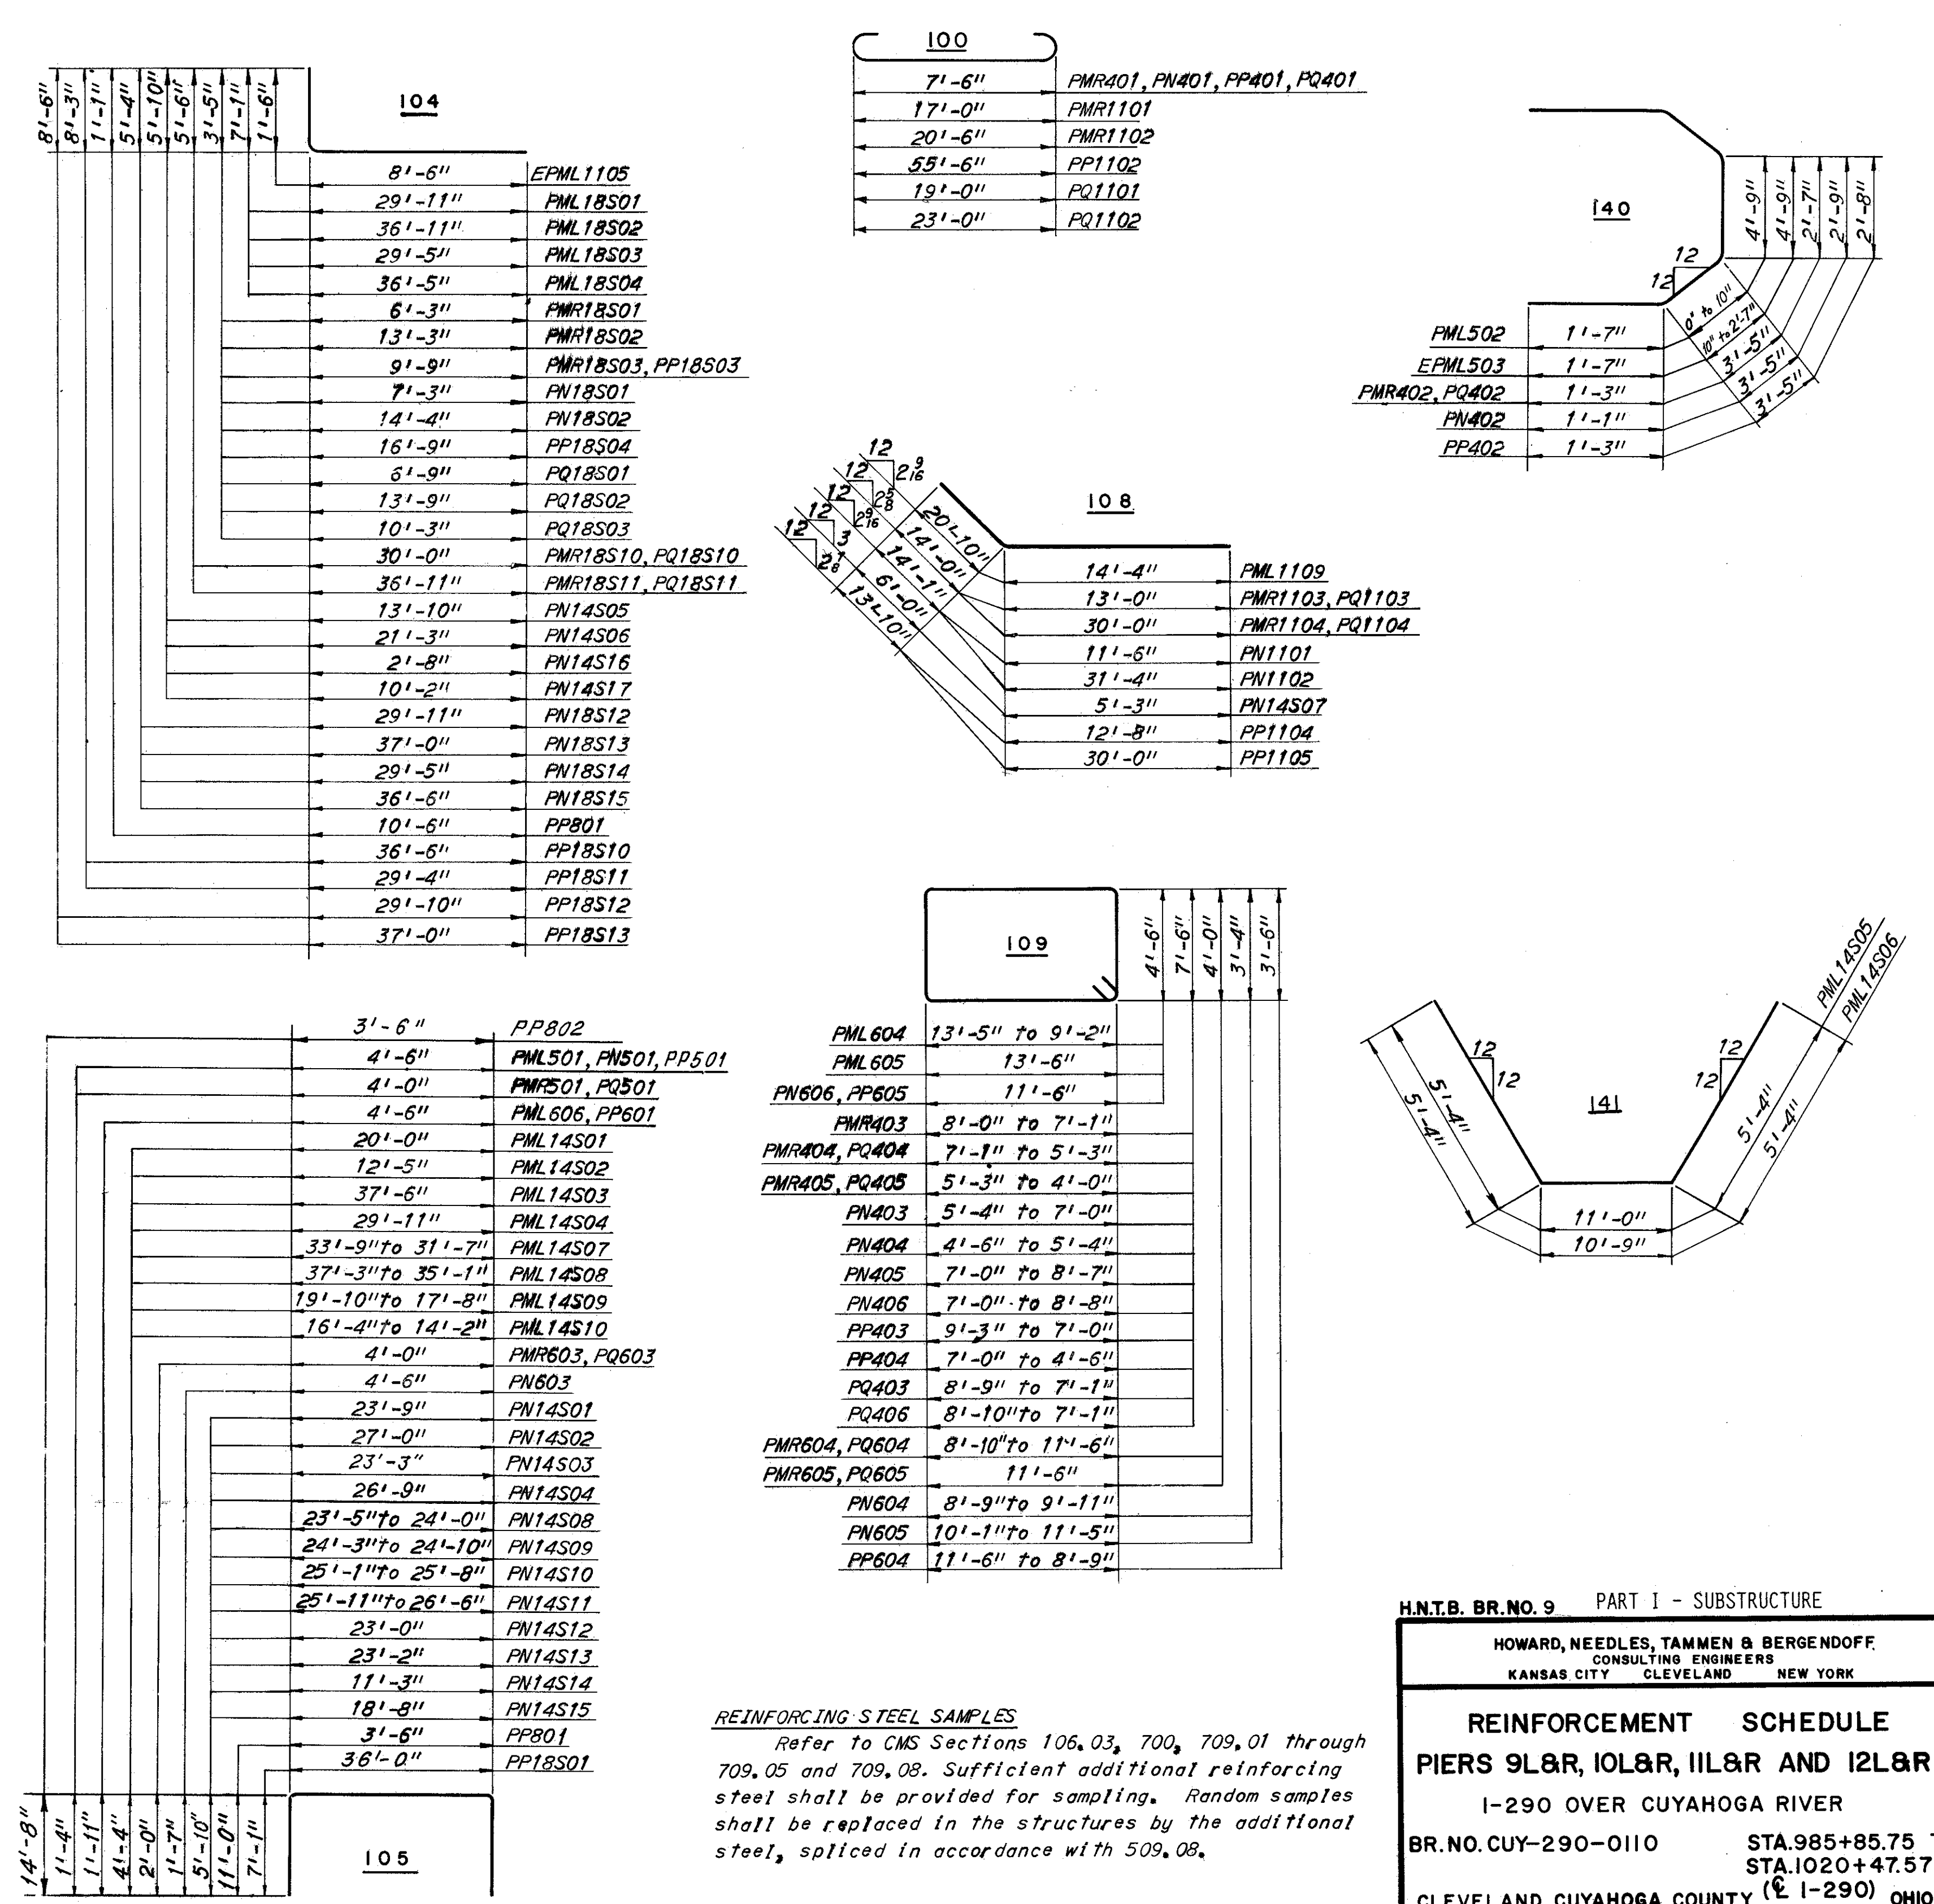 104
8'-6"
8'-3"
1'-1"
5'-4"
5'-10"
5'-6"
3'-5"
7'-1"
1'-6"
8'-6" EPML1105
29'-11" PML18S01
36'-11" PML18S02
29'-5" PML18S03
36'-5" PML18S04
6'-3" PMR18S01
13'-3" PMR18S02
9'-9" PMR18S03, PP18S03
7'-3" PN18S01
14'-4" PN18S02
16'-9" PP18S04
6'-9" PQ18S01
13'-9" PQ18S02
10'-3" PQ18S03
30'-0" PMR18S10, PQ18S10
36'-11" PMR18S11, PQ18S11
13'-10" PN14S05
21'-3" PN14S06
2'-8" PN14S16
10'-2" PN14S17
29'-11" PN18S12
37'-0" PN18S13
29'-5" PN18S14
36'-6" PN18S15
10'-6" PP801
36'-6" PP18S10
29'-4" PP18S11
29'-10" PP18S12
37'-0" PP18S13
100
7'-6" PMR401, PN401, PP401, PQ401
17'-0" PMR1101
20'-6" PMR1102
55'-6" PP1102
19'-0" PQ1101
23'-0" PQ1102
140
4'-9"
4'-9"
2'-7"
2'-9"
2'-8"
12
12
0" to 10"
10" to 2'-7"
3'-5"
3'-5"
3'-5"
PML502 1'-7"
EPML503 1'-7"
PMR402, PQ402 1'-3"
PN402 1'-1"
PP402 1'-3"
108
12 2 9/16
12 2 5/8
12 2 9/16
12 3
12 2 7/8
20'-10"
14'-0"
14'-1"
6'-0"
13'-10"
14'-4" PML1109
13'-0" PMR1103, PQ1103
30'-0" PMR1104, PQ1104
11'-6" PN1101
31'-4" PN1102
5'-3" PN14S07
12'-8" PP1104
30'-0" PP1105
109
4'-6"
7'-6"
4'-0"
3'-4"
3'-6"
PML604 13'-5" to 9'-2"
PML605 13'-6"
PN606, PP605 11'-6"
PMR403 8'-0" to 7'-1"
PMR404, PQ404 7'-1" to 5'-3"
PMR405, PQ405 5'-3" to 4'-0"
PN403 5'-4" to 7'-0"
PN404 4'-6" to 5'-4"
PN405 7'-0" to 8'-7"
PN406 7'-0" to 8'-8"
PP403 9'-3" to 7'-0"
PP404 7'-0" to 4'-6"
PQ403 8'-9" to 7'-1"
PQ406 8'-10" to 7'-1"
PMR604, PQ604 8'-10" to 11'-6"
PMR605, PQ605 11'-6"
PN604 8'-9" to 9'-11"
PN605 10'-1" to 11'-5"
PP604 11'-6" to 8'-9"
141
PML14S05
PML14S06
12
12
12
12
5'-4"
5'-4"
5'-4"
5'-4"
11'-0"
10'-9"
3'-6" PP802
4'-6" PML501, PN501, PP501
4'-0" PMR501, PQ501
4'-6" PML606, PP601
20'-0" PML14S01
12'-5" PML14S02
37'-6" PML14S03
29'-11" PML14S04
33'-9" to 31'-7" PML14S07
37'-3" to 35'-1" PML14S08
19'-10" to 17'-8" PML14S09
16'-4" to 14'-2" PML14S10
4'-0" PMR603, PQ603
4'-6" PN603
23'-9" PN14S01
27'-0" PN14S02
23'-3" PN14S03
26'-9" PN14S04
23'-5" to 24'-0" PN14S08
24'-3" to 24'-10" PN14S09
25'-1" to 25'-8" PN14S10
25'-11" to 26'-6" PN14S11
23'-0" PN14S12
23'-2" PN14S13
11'-3" PN14S14
18'-8" PN14S15
3'-6" PP801
36'-0" PP18S01
14'-8"
1'-4"
1'-11"
4'-4"
2'-0"
1'-7"
5'-10"
11'-0"
7'-1"
105
REINFORCING STEEL SAMPLES
Refer to CMS Sections 106.03, 700, 709.01 through
709.05 and 709.08. Sufficient additional reinforcing
steel shall be provided for sampling. Random samples
shall be replaced in the structures by the additional
steel, spliced in accordance with 509.08.
H.N.T.B. BR.NO. 9 PART I - SUBSTRUCTURE
HOWARD, NEEDLES, TAMMEN & BERGENDOFF
CONSULTING ENGINEERS
KANSAS CITY CLEVELAND NEW YORK
REINFORCEMENT SCHEDULE
PIERS 9L&R, 10L&R, 11L&R AND 12L&R
I-290 OVER CUYAHOGA RIVER
BR. NO. CUY-290-0110 STA.985+85.75
STA.1020+47.57
(℄ I-290)
CLEVELAND CUYAHOGA COUNTY OHIO